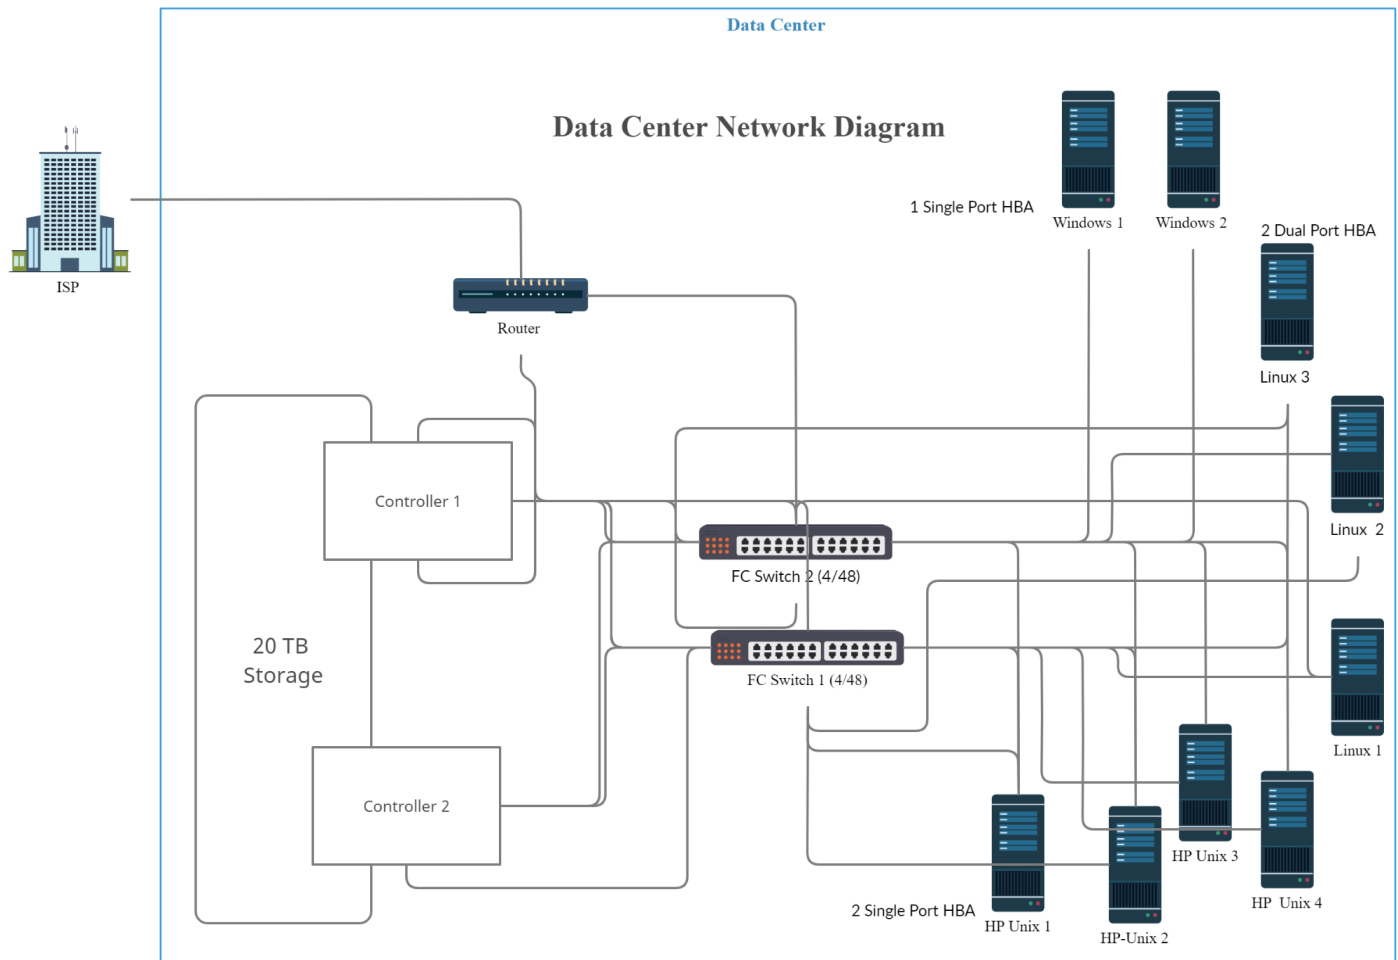 Data Center
Data Center Network Diagram
1 Single Port HBA
Windows 1
Windows 2
2 Dual Port HBA
ISP
Router
Linux 3
Controller 1
Linux  2
FC Switch 2 (4/48)
20 TB
Storage
FC Switch 1 (4/48)
Linux 1
Controller 2
HP Unix 3
2 Single Port HBA
HP Unix 1
HP-Unix 2
HP  Unix 4